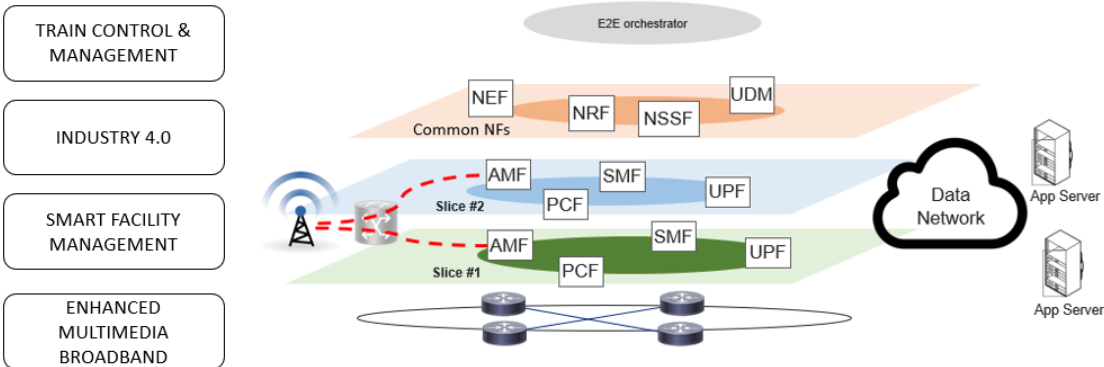 TRAIN CONTROL &
MANAGEMENT
INDUSTRY 4.0
SMART FACILITY
MANAGEMENT
ENHANCED
MULTIMEDIA
BROADBAND
E2E orchestrator
NEF
NRF
NSSF
UDM
Common NFs
AMF
SMF
PCF
UPF
Slice #2
AMF
SMF
PCF
UPF
Slice #1
Data
Network
App Server
App Server